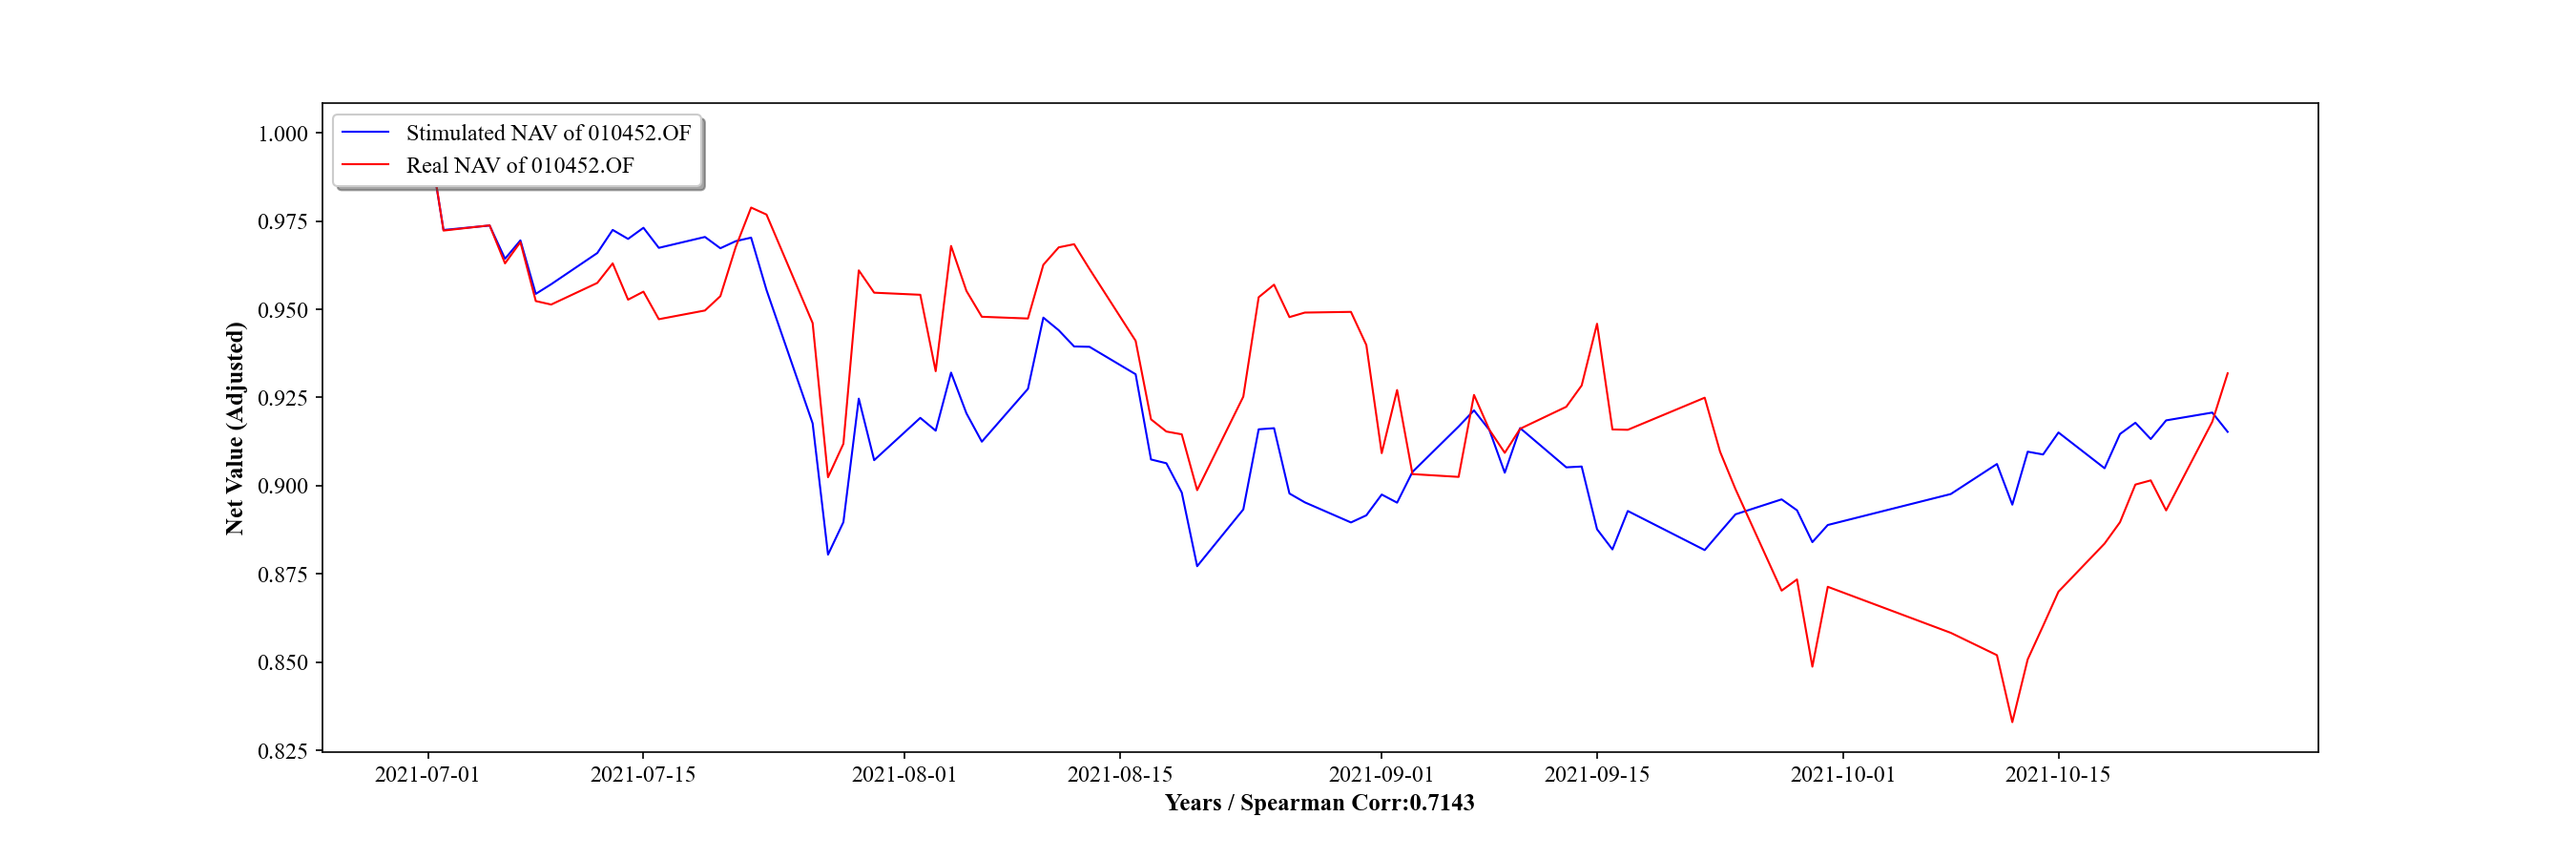 Stimulated NAV of 010452.OF
Real NAV of 010452.OF
Net Value (Adjusted)
1.000
0.975
0.950
0.925
0.900
0.875
0.850
0.825
2021-07-01 2021-07-15 2021-08-01 2021-08-15 2021-09-01 2021-09-15 2021-10-01 2021-10-15
Years / Spearman Corr:0.7143